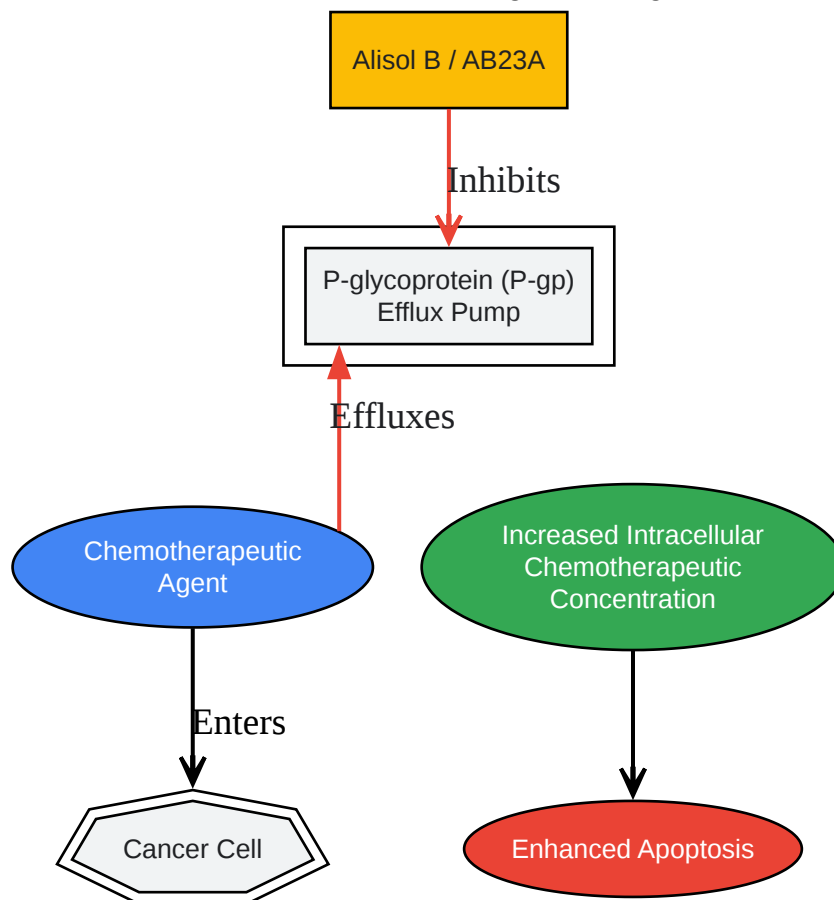 Alisol B / AB23A
Inhibits
P-glycoprotein (P-gp)
Efflux Pump
Effluxes
Chemotherapeutic
Agent
Increased Intracellular
Chemotherapeutic
Concentration
Enters
Cancer Cell
Enhanced Apoptosis